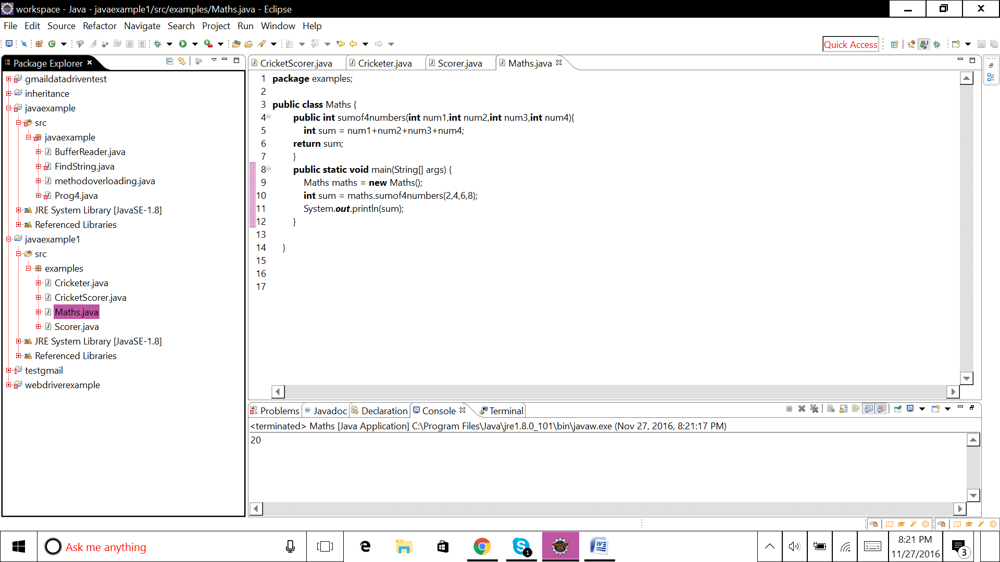 workspace - Java - javaexample1/src/examples/Maths.java - Eclipse
File Edit Source Refactor Navigate Search Project Run Window Help
Quick Access
Package Explorer
gmaildatadriventest
inheritance
javaexample
src
javaexample
BufferReader.java
FindString.java
methodoverloading.java
Prog4.java
JRE System Library [JavaSE-1.8]
Referenced Libraries
javaexample1
src
examples
Cricketer.java
CricketScorer.java
Maths.java
Scorer.java
JRE System Library [JavaSE-1.8]
Referenced Libraries
testgmail
webdriverexample
CricketScorer.java Cricketer.java Scorer.java Maths.java
1 package examples;
2
3 public class Maths {
4 public int sumof4numbers(int num1,int num2,int num3,int num4){
5 int sum = num1+num2+num3+num4;
6 return sum;
7 }
8 public static void main(String[] args) {
9 Maths maths = new Maths();
10 int sum = maths.sumof4numbers(2,4,6,8);
11 System.out.println(sum);
12 }
13
14 }
15
16
17
Problems @ Javadoc Declaration Console Terminal
<terminated> Maths [Java Application] C:\Program Files\Java\jre1.8.0_101\bin\javaw.exe (Nov 27, 2016, 8:21:17 PM)
20
Ask me anything
1
Java EE
IDE
8:21 PM
11/27/2016
3